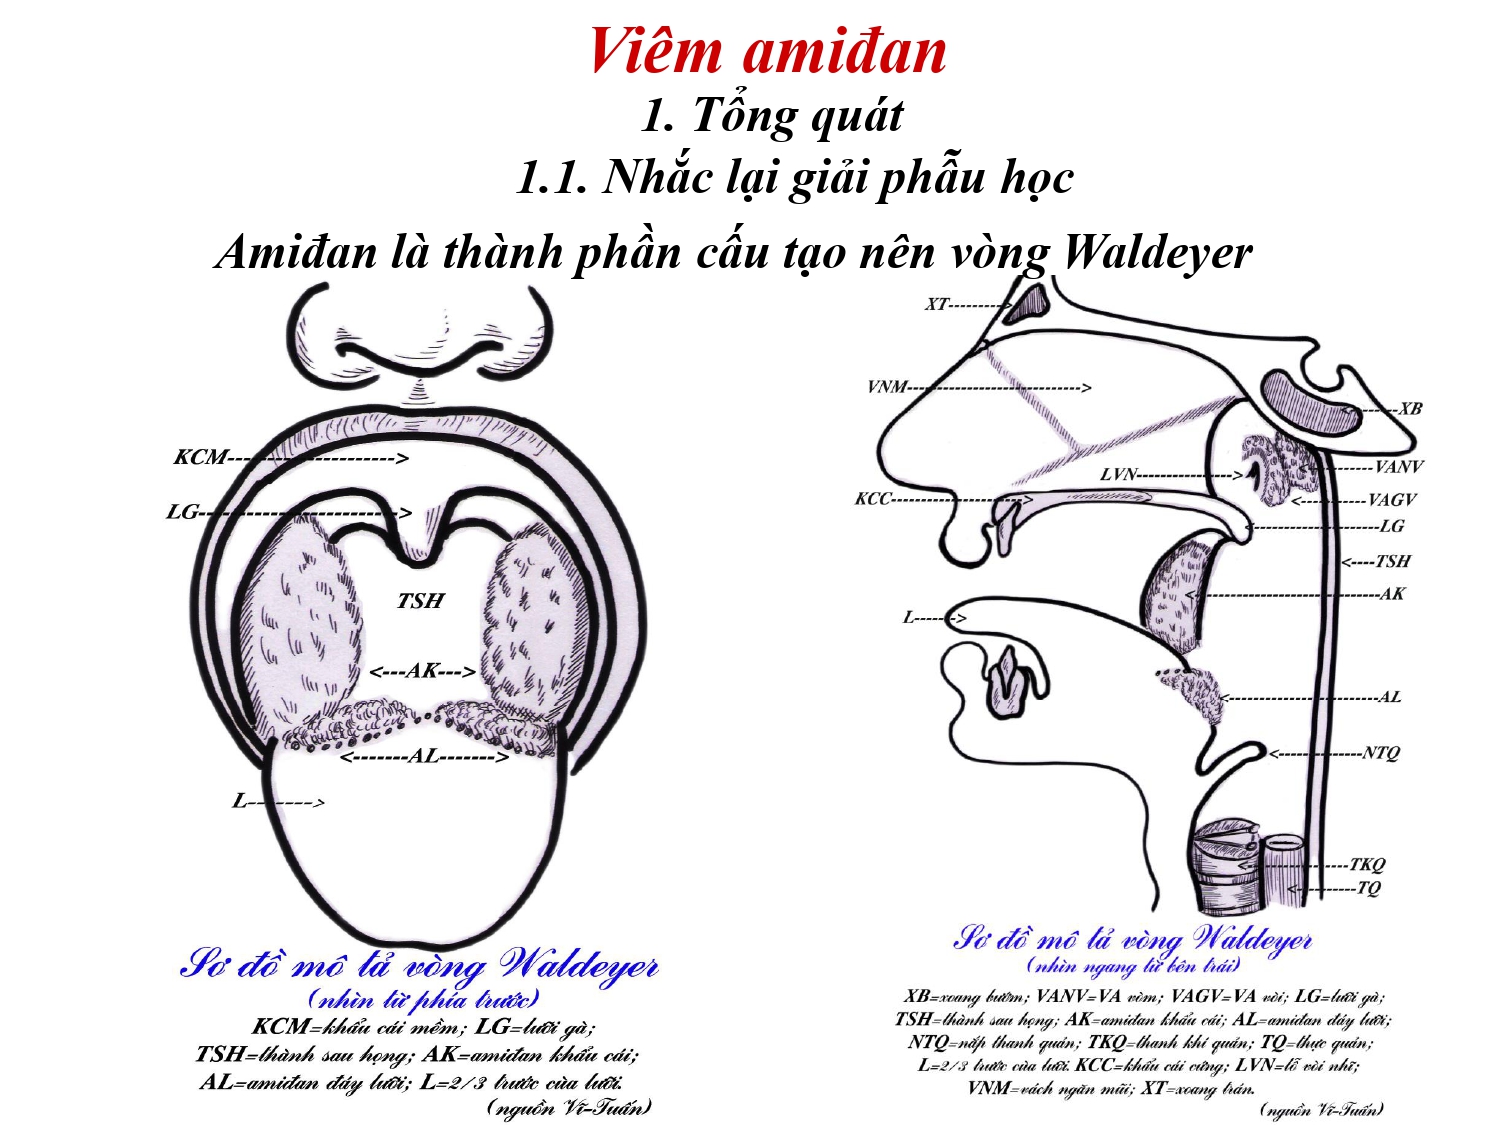 Viêm amiđan
1. Tổng quát
1.1. Nhắc lại giải phẫu học
Amiđan là thành phần cấu tạo nên vòng Waldeyer
KCM-------------------->
LG------------------------>
TSH
<---AK--->
<-------AL------->
L------->
Sơ đồ mô tả vòng Waldeyer
(nhìn từ phía trước)
KCM=khẩu cái mềm; LG=lưỡi gà;
TSH=thành sau họng; AK=amiđan khẩu cái;
AL=amiđan đáy lưỡi; L=2/3 trước của lưỡi.
(nguồn Vĩ-Tuấn)
XT--------->
VNM---------------------------->
<--------XB
LVN---------------->
<-----------VANV
KCC--------------------->
<-----------VAGV
<---------------------LG
<----TSH
<------------------------------AK
L------->
<------------------------AL
<-------------NTQ
<-----------------TKQ
<----------TQ
Sơ đồ mô tả vòng Waldeyer
(nhìn ngang từ bên trái)
XB=xoang bướm; VANV=VA vòm; VAGV=VA vòi; LG=lưỡi gà;
TSH=thành sau họng; AK=amiđan khẩu cái; AL=amiđan đáy lưỡi;
NTQ=nắp thanh quản; TKQ=thanh khí quản; TQ=thực quản;
L=2/3 trước của lưỡi. KCC=khẩu cái cứng; LVN=lỗ vòi nhĩ;
VNM=vách ngăn mũi; XT=xoang trán.
(nguồn Vĩ-Tuấn)